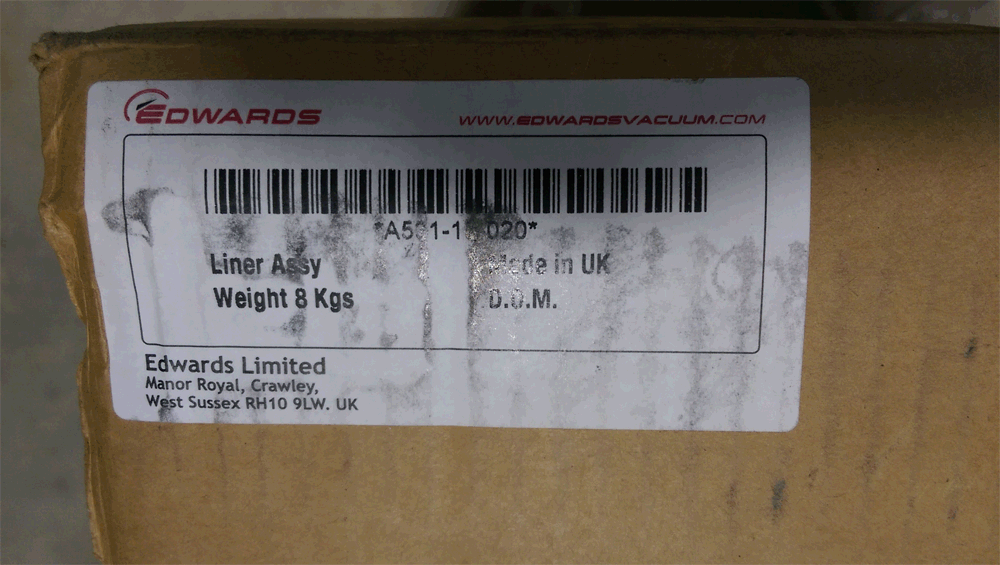 EDWARDS
WWW.EDWARDSVACUUM.COM
Liner Assy
Made in UK
Weight 8 Kgs
D.O.M.
Edwards Limited
Manor Royal, Crawley,
West Sussex RH10 9LW. UK